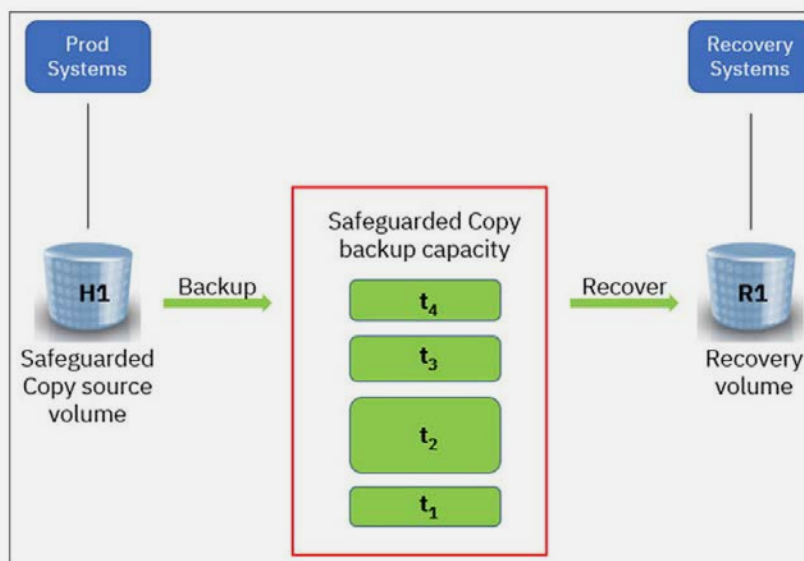 Prod
Systems
Recovery
Systems
Safeguarded Copy
backup capacity
H1
Backup
t4
Recover
R1
t3
Safeguarded
Copy source
volume
Recovery
volume
t2
t1